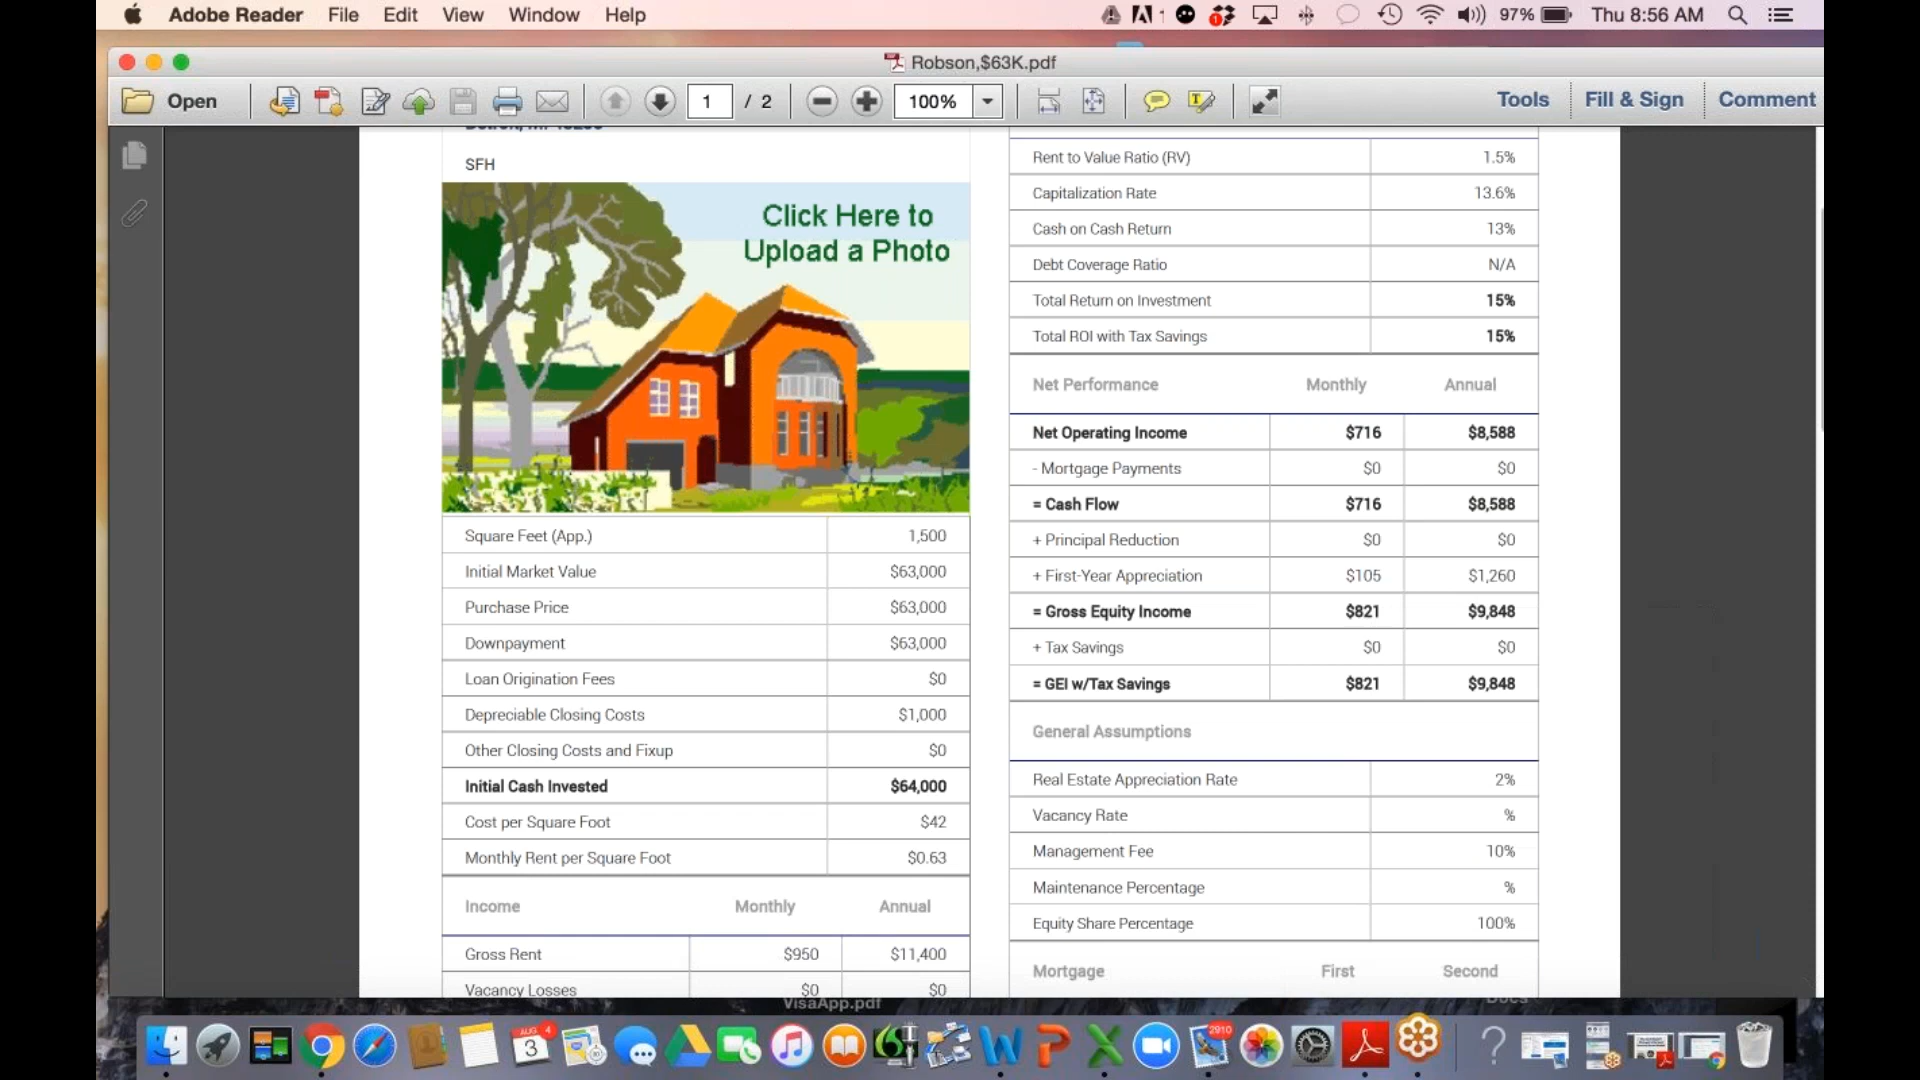 Adobe Reader File Edit View Window Help 97% Thu 8:56 AM
Robson,$63K.pdf
Open 1 / 2 100% Tools Fill & Sign Comment
SFH
Click Here to
Upload a Photo
Square Feet (App.) 1,500
Initial Market Value $63,000
Purchase Price $63,000
Downpayment $63,000
Loan Origination Fees $0
Depreciable Closing Costs $1,000
Other Closing Costs and Fixup $0
Initial Cash Invested $64,000
Cost per Square Foot $42
Monthly Rent per Square Foot $0.63
Income Monthly Annual
Gross Rent $950 $11,400
Vacancy Losses $0 $0
Rent to Value Ratio (RV) 1.5%
Capitalization Rate 13.6%
Cash on Cash Return 13%
Debt Coverage Ratio N/A
Total Return on Investment 15%
Total ROI with Tax Savings 15%
Net Performance Monthly Annual
Net Operating Income $716 $8,588
- Mortgage Payments $0 $0
= Cash Flow $716 $8,588
+ Principal Reduction $0 $0
+ First-Year Appreciation $105 $1,260
= Gross Equity Income $821 $9,848
+ Tax Savings $0 $0
= GEI w/Tax Savings $821 $9,848
General Assumptions
Real Estate Appreciation Rate 2%
Vacancy Rate %
Management Fee 10%
Maintenance Percentage %
Equity Share Percentage 100%
Mortgage First Second
VisaApp.pdf
AUG 4
3
2910